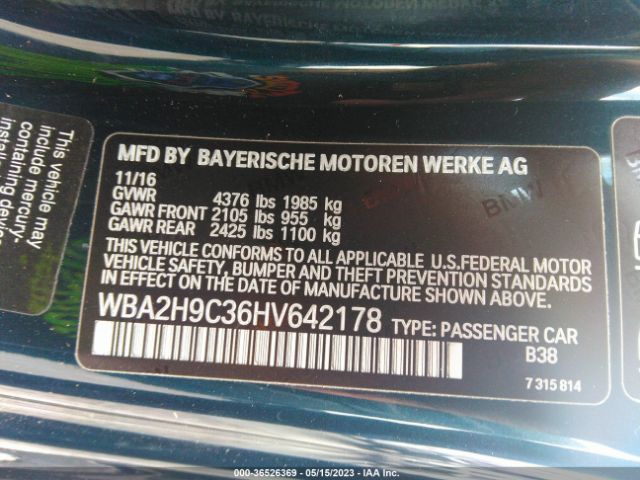 This vehicle may
include mercury-
containing
MFD BY BAYERISCHE MOTOREN WERKE AG
11/16
GVWR 4376 lbs 1985 kg
GAWR FRONT 2105 lbs 955 kg
GAWR REAR 2425 lbs 1100 kg
THIS VEHICLE CONFORMS TO ALL APPLICABLE U.S.FEDERAL MOTOR
VEHICLE SAFETY, BUMPER AND THEFT PREVENTION STANDARDS
IN EFFECT ON THE DATE OF MANUFACTURE SHOWN ABOVE.
WBA2H9C36HV642178 TYPE: PASSENGER CAR
B38
7 315 814
000-36526369 - 05/15/2023 - IAA Inc.